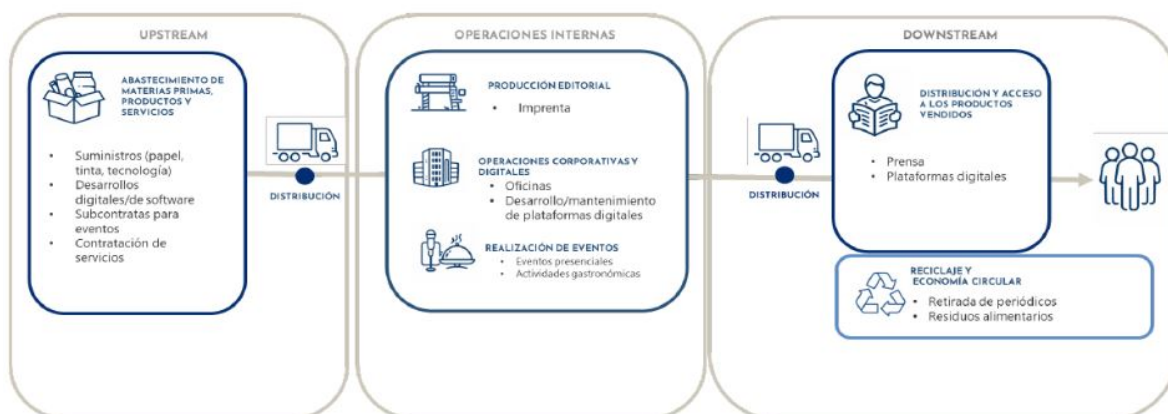 UPSTREAM
ABASTECIMIENTO DE
MATERIAS PRIMAS,
PRODUCTOS Y
SERVICIOS
• Suministros (papel,
tinta, tecnología)
• Desarrollos
digitales/de software
• Subcontratas para
eventos
• Contratación de
servicios
DISTRIBUCIÓN
OPERACIONES INTERNAS
PRODUCCIÓN EDITORIAL
• Imprenta
OPERACIONES CORPORATIVAS Y
DIGITALES
• Oficinas
• Desarrollo/mantenimiento
de plataformas digitales
REALIZACIÓN DE EVENTOS
• Eventos presenciales
• Actividades gastronómicas
DISTRIBUCIÓN
DOWNSTREAM
DISTRIBUCIÓN Y ACCESO
A LOS PRODUCTOS
VENDIDOS
• Prensa
• Plataformas digitales
RECICLAJE Y
ECONOMÍA CIRCULAR
• Retirada de periódicos
• Residuos alimentarios